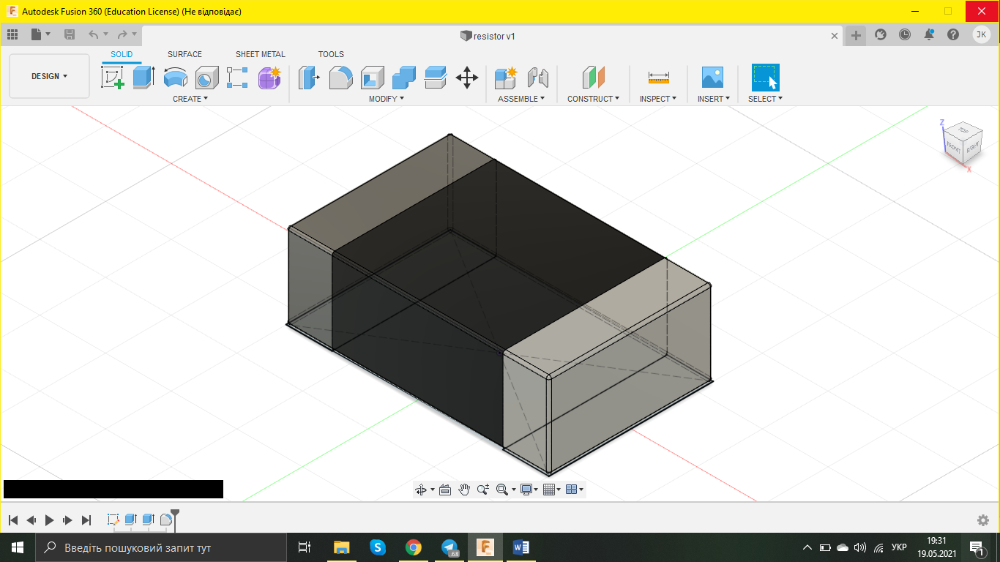 Autodesk Fusion 360 (Education License) (Не відповідає)
resistor v1
JK
SOLID SURFACE SHEET METAL TOOLS
DESIGN
CREATE MODIFY ASSEMBLE CONSTRUCT INSPECT INSERT SELECT
Z
TOP
FRONT RIGHT
X
Введіть пошуковий запит тут
.68
УКР
19:31
19.05.2021
1